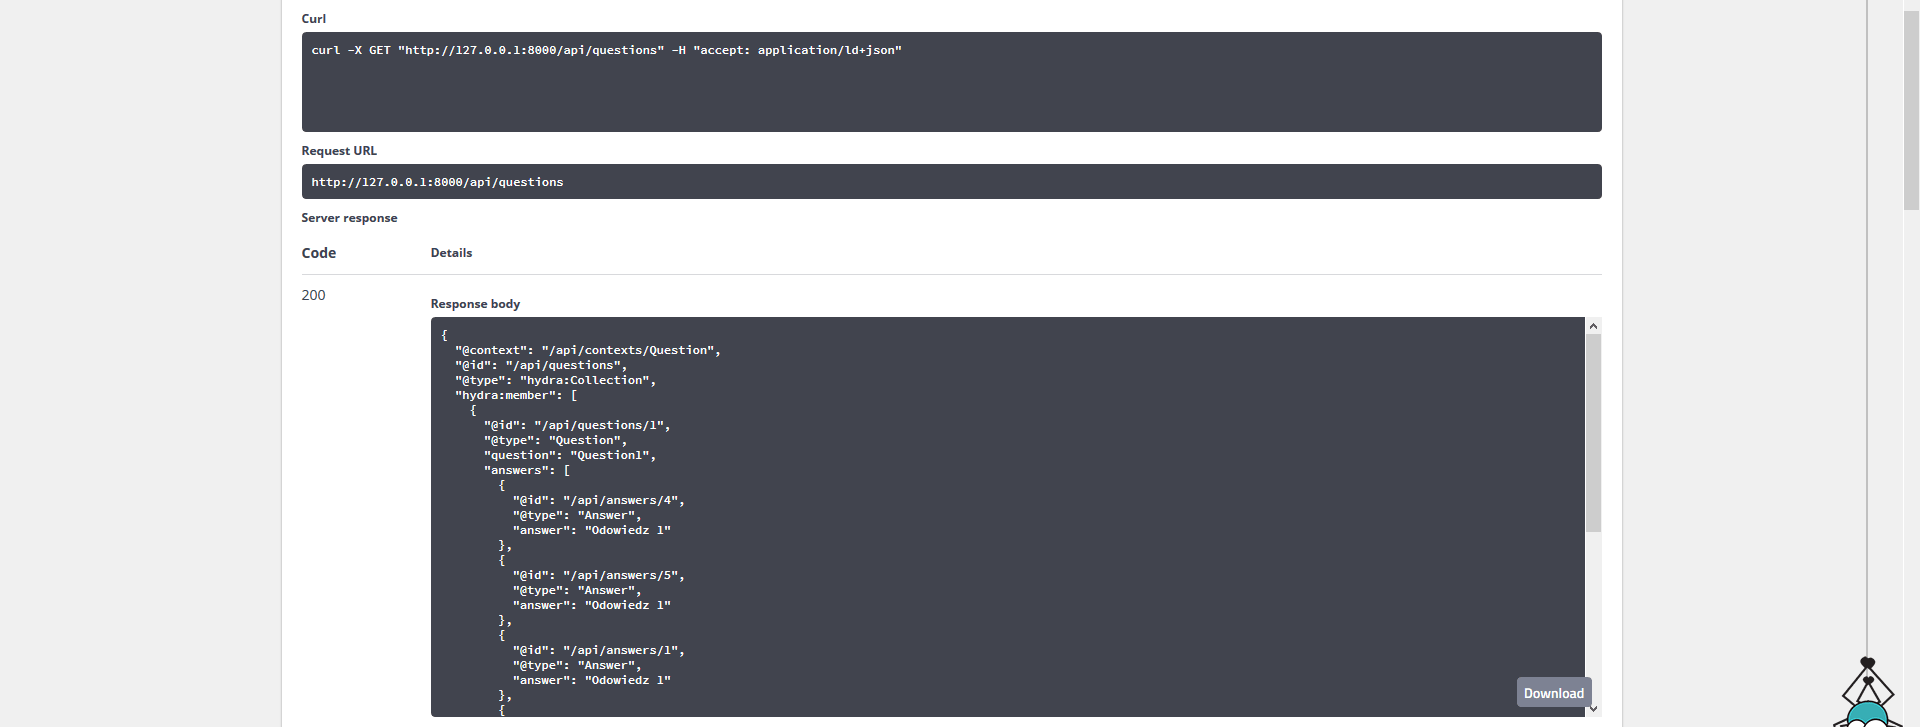 Curl
curl -X GET "http://127.0.0.1:8000/api/questions" -H "accept: application/ld+json"
Request URL
http://127.0.0.1:8000/api/questions
Server response
Code Details
200
Response body
{
  "@context": "/api/contexts/Question",
  "@id": "/api/questions",
  "@type": "hydra:Collection",
  "hydra:member": [
    {
      "@id": "/api/questions/1",
      "@type": "Question",
      "question": "Question1",
      "answers": [
        {
          "@id": "/api/answers/4",
          "@type": "Answer",
          "answer": "Odowiedz 1"
        },
        {
          "@id": "/api/answers/5",
          "@type": "Answer",
          "answer": "Odowiedz 1"
        },
        {
          "@id": "/api/answers/1",
          "@type": "Answer",
          "answer": "Odowiedz 1"
        },
        {
Download